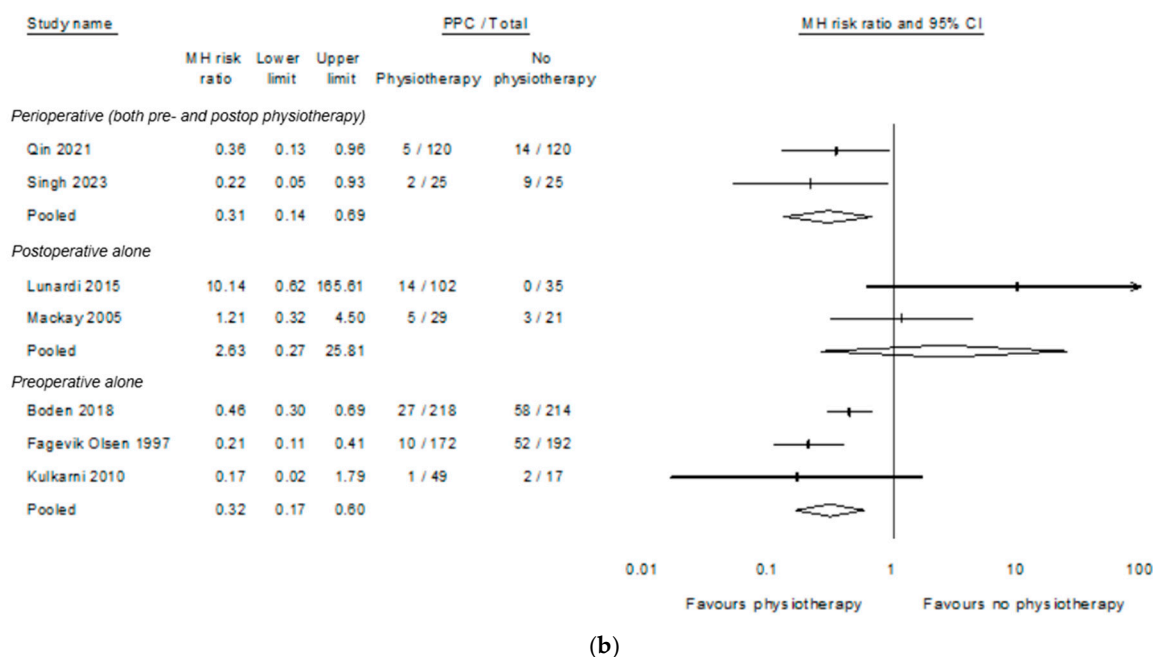 Study name PPC / Total MH risk ratio and 95% CI
MH risk Lower Upper No
ratio limit limit Physiotherapy physiotherapy
Perioperative (both pre- and postop physiotherapy)
Qin 2021 0.36 0.13 0.96 5 / 120 14 / 120
Singh 2023 0.22 0.05 0.93 2 / 25 9 / 25
Pooled 0.31 0.14 0.69
Postoperative alone
Lunardi 2015 10.14 0.62 165.61 14 / 102 0 / 35
Mackay 2005 1.21 0.32 4.50 5 / 29 3 / 21
Pooled 2.63 0.27 25.81
Preoperative alone
Boden 2018 0.46 0.30 0.69 27 / 218 58 / 214
Fagevik Olsen 1997 0.21 0.11 0.41 10 / 172 52 / 192
Kulkarni 2010 0.17 0.02 1.79 1 / 49 2 / 17
Pooled 0.32 0.17 0.60
0.01 0.1 1 10 100
Favours physiotherapy Favours no physiotherapy
(b)